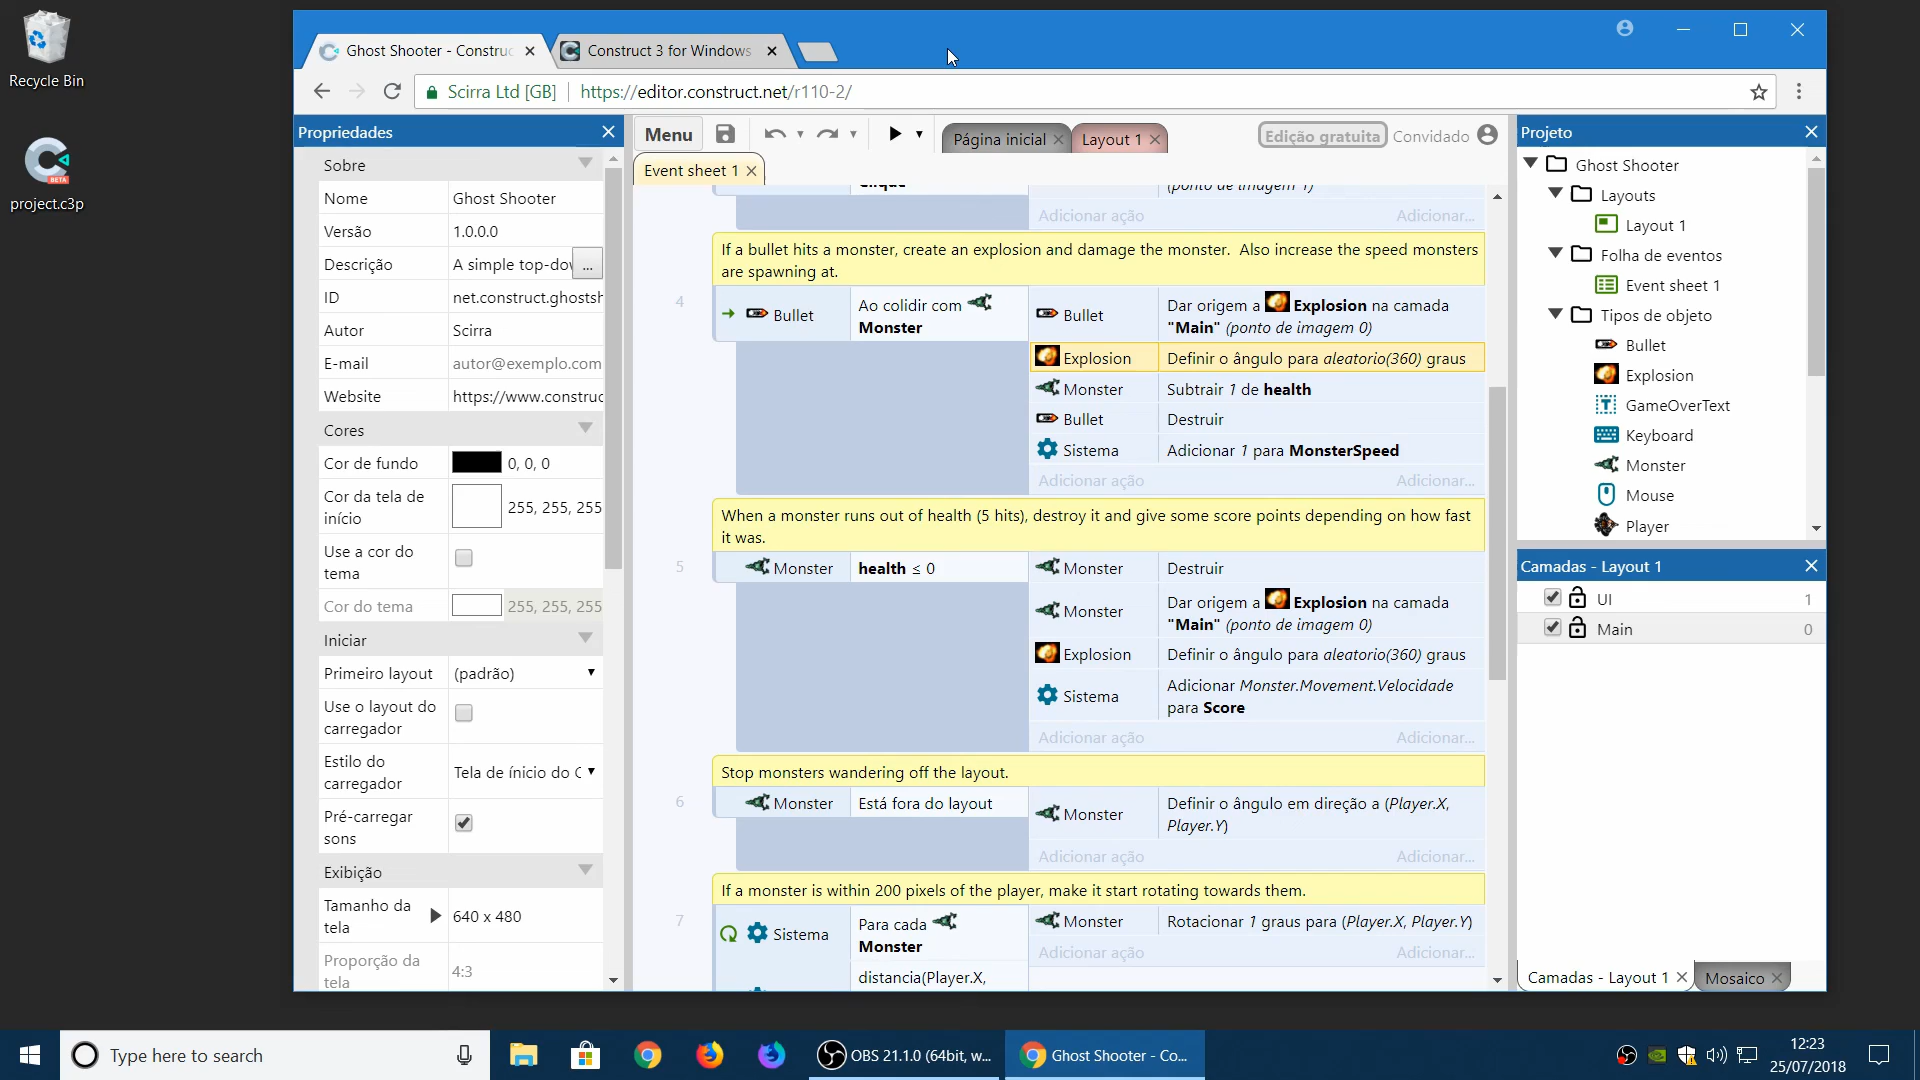 Recycle Bin
project.c3p
Ghost Shooter - Construc
Construct 3 for Windows
Scirra Ltd [GB]
https://editor.construct.net/r110-2/
Propriedades
Sobre
Nome
Ghost Shooter
Versão
1.0.0.0
Descrição
A simple top-dov
...
ID
net.construct.ghostsh
Autor
Scirra
E-mail
autor@exemplo.com
Website
https://www.construc
Cores
Cor de fundo
0, 0, 0
Cor da tela de
início
255, 255, 255
Use a cor do
tema
Cor do tema
255, 255, 255
Iniciar
Primeiro layout
(padrão)
Use o layout do
carregador
Estilo do
carregador
Tela de ínicio do C
Pré-carregar
sons
Exibição
Tamanho da
tela
640 x 480
Proporção da
tela
4:3
Menu
Página inicial
Layout 1
Edição gratuita
Convidado
Event sheet 1
Clique
(ponto de imagem 1)
Adicionar ação
Adicionar...
If a bullet hits a monster, create an explosion and damage the monster.  Also increase the speed monsters
are spawning at.
4
Bullet
Ao colidir com
Monster
Bullet
Dar origem a Explosion na camada
"Main" (ponto de imagem 0)
Explosion
Definir o ângulo para aleatorio(360) graus
Monster
Subtrair 1 de health
Bullet
Destruir
Sistema
Adicionar 1 para MonsterSpeed
Adicionar ação
Adicionar...
When a monster runs out of health (5 hits), destroy it and give some score points depending on how fast
it was.
5
Monster
health ≤ 0
Monster
Destruir
Monster
Dar origem a Explosion na camada
"Main" (ponto de imagem 0)
Explosion
Definir o ângulo para aleatorio(360) graus
Sistema
Adicionar Monster.Movement.Velocidade
para Score
Adicionar ação
Adicionar...
Stop monsters wandering off the layout.
6
Monster
Está fora do layout
Monster
Definir o ângulo em direção a (Player.X,
Player.Y)
Adicionar ação
Adicionar...
If a monster is within 200 pixels of the player, make it start rotating towards them.
7
Sistema
Para cada
Monster
Monster
Rotacionar 1 graus para (Player.X, Player.Y)
Adicionar ação
Adicionar...
distancia(Player.X,
Projeto
Ghost Shooter
Layouts
Layout 1
Folha de eventos
Event sheet 1
Tipos de objeto
Bullet
Explosion
GameOverText
Keyboard
Monster
Mouse
Player
Camadas - Layout 1
UI
1
Main
0
Camadas - Layout 1
Mosaico
Type here to search
OBS 21.1.0 (64bit, w...
Ghost Shooter - Co...
12:23
25/07/2018